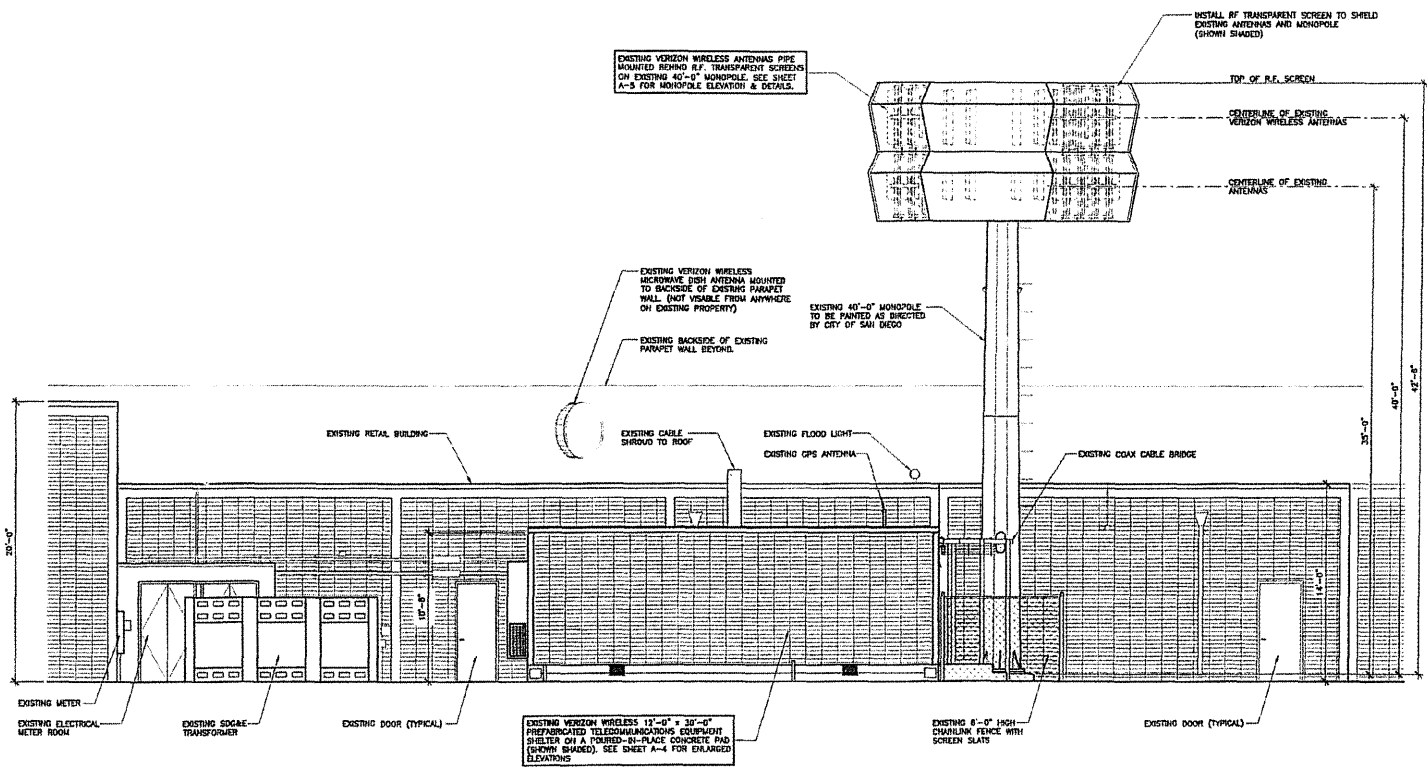 INSTALL RF TRANSPARENT SCREEN TO SHIELD
EXISTING ANTENNAS AND MONOPOLE
(SHOWN SHADED)
EXISTING VERIZON WIRELESS ANTENNAS PIPE
MOUNTED BEHIND R.F. TRANSPARENT SCREENS
ON EXISTING 40'-0" MONOPOLE. SEE SHEET
A-5 FOR MONOPOLE ELEVATION & DETAILS.
TOP OF R.F. SCREEN
CENTERLINE OF EXISTING
VERIZON WIRELESS ANTENNAS
CENTERLINE OF EXISTING
ANTENNAS
EXISTING VERIZON WIRELESS
MICROWAVE DISH ANTENNA MOUNTED
TO BACKSIDE OF EXISTING PARAPET
WALL. (NOT VISIBLE FROM ANYWHERE
ON EXISTING PROPERTY)
EXISTING 40'-0" MONOPOLE
TO BE PAINTED AS DIRECTED
BY CITY OF SAN DIEGO
EXISTING BACKSIDE OF EXISTING
PARAPET WALL BEYOND.
35'-0"
40'-0"
EXISTING RETAIL BUILDING
EXISTING CABLE
SHROUD TO ROOF
EXISTING FLOOD LIGHT
EXISTING GPS ANTENNA
EXISTING COAX CABLE BRIDGE
20'-0"
14'-0"
EXISTING METER
EXISTING ELECTRICAL
METER ROOM
EXISTING SDG&E
TRANSFORMER
EXISTING DOOR (TYPICAL)
EXISTING VERIZON WIRELESS 12'-0" x 30'-0"
PREFABRICATED TELECOMMUNICATIONS EQUIPMENT
SHELTER ON A POURED-IN-PLACE CONCRETE PAD
(SHOWN SHADED). SEE SHEET A-4 FOR ENLARGED
ELEVATIONS
EXISTING 6'-0" HIGH
CHAINLINK FENCE WITH
SCREEN SLATS
EXISTING DOOR (TYPICAL)